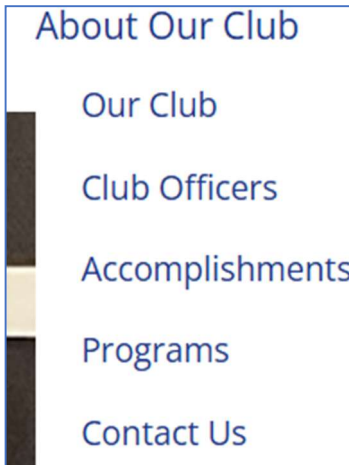 About Our Club
Our Club
Club Officers
Accomplishments
Programs
Contact Us